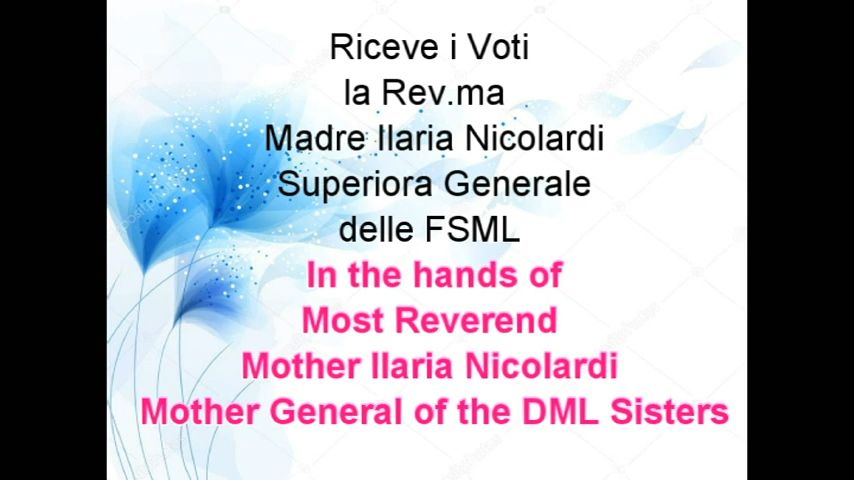 Riceve i Voti
la Rev.ma
Madre Ilaria Nicolardi
Superiora Generale
delle FSML
In the hands of
Most Reverend
Mother Ilaria Nicolardi
Mother General of the DML Sisters